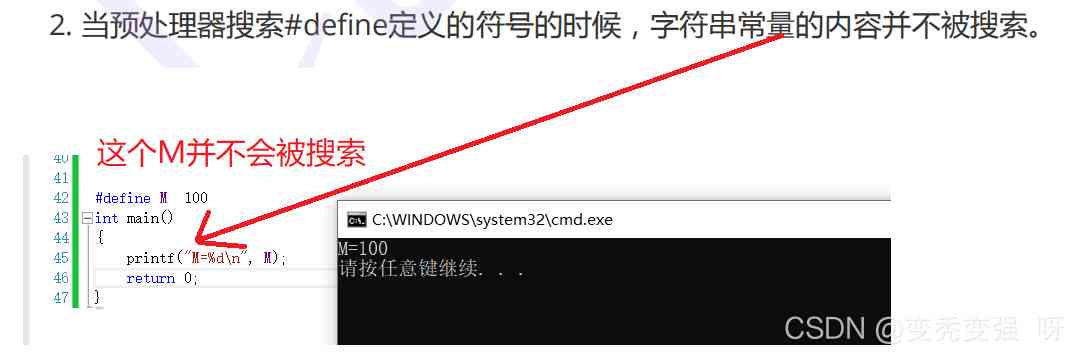 2. 当预处理器搜索#define定义的符号的时候，字符串常量的内容并不被搜索。
这个M并不会被搜索
40
41
42 #define M 100
43 int main()
44 {
45 printf("M=%d\n", M);
46 return 0;
47 }
C:\WINDOWS\system32\cmd.exe
M=100
请按任意键继续. . .
CSDN @变秃变强 呀